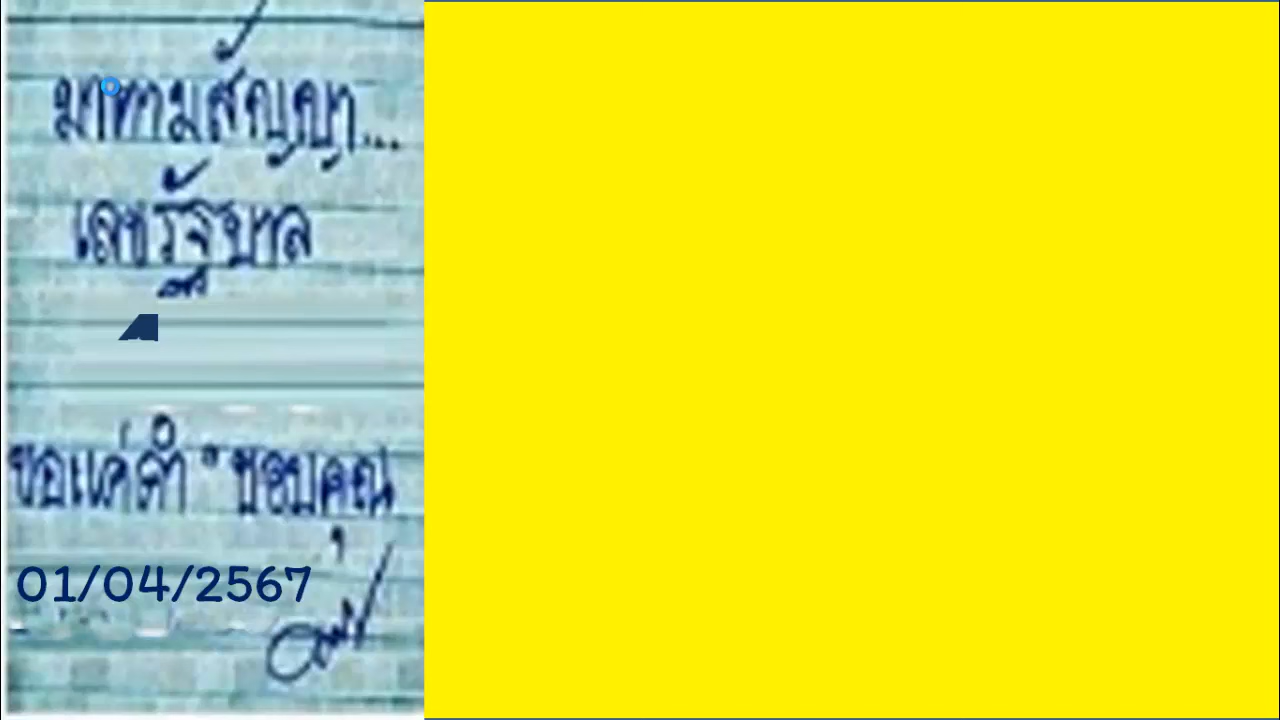 มาตามสัญญา...
เลขรัฐบาล
ขอแค่คำ "ขอบคุณ
01/04/2567